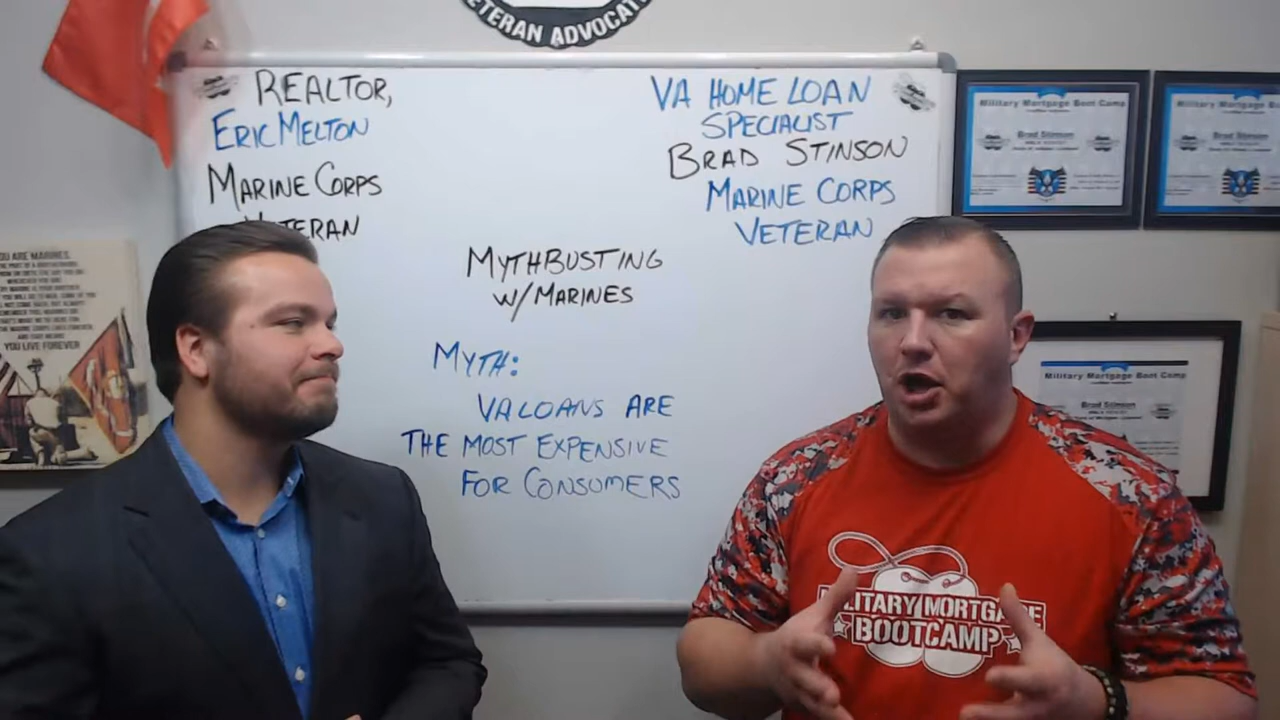 VETERAN ADVOCAT
REALTOR,
ERIC MELTON
MARINE CORPS
VETERAN
VA HOME LOAN
SPECIALIST
BRAD STINSON
MARINE CORPS
VETERAN
MYTHBUSTING
W/MARINES
MYTH:
VA LOANS ARE
THE MOST EXPENSIVE
FOR CONSUMERS
Military Mortgage Boot Camp
Brad Stinson
Military Mortgage Boot Camp
Brad Stinson
Military Mortgage Boot Camp
Brad Stinson
YOU ARE MARINES.
YOU LIVE FOREVER
MILITARY MORTGAGE
BOOTCAMP